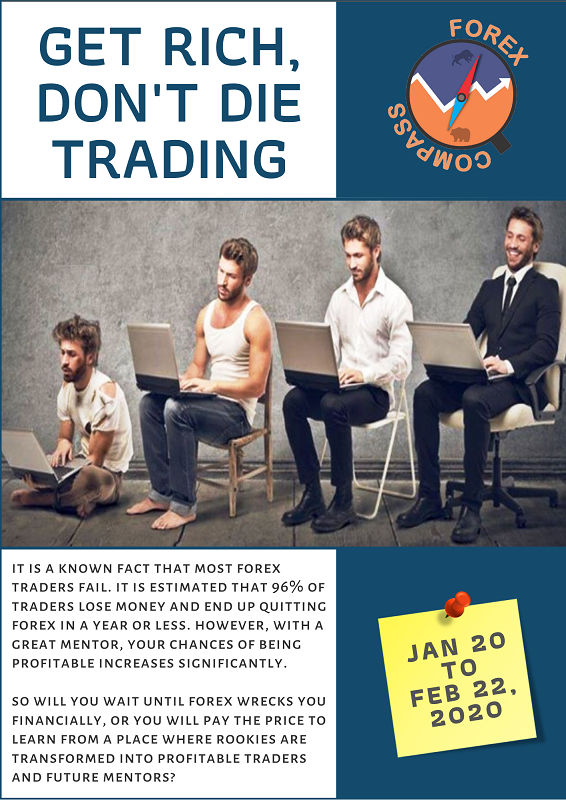 GET RICH,
DON'T DIE
TRADING
FOREX
COMPASS
IT IS A KNOWN FACT THAT MOST FOREX
TRADERS FAIL. IT IS ESTIMATED THAT 96% OF
TRADERS LOSE MONEY AND END UP QUITTING
FOREX IN A YEAR OR LESS. HOWEVER, WITH A
GREAT MENTOR, YOUR CHANCES OF BEING
PROFITABLE INCREASES SIGNIFICANTLY.
SO WILL YOU WAIT UNTIL FOREX WRECKS YOU
FINANCIALLY, OR YOU WILL PAY THE PRICE TO
LEARN FROM A PLACE WHERE ROOKIES ARE
TRANSFORMED INTO PROFITABLE TRADERS
AND FUTURE MENTORS?
JAN 20
TO
FEB 22,
2020